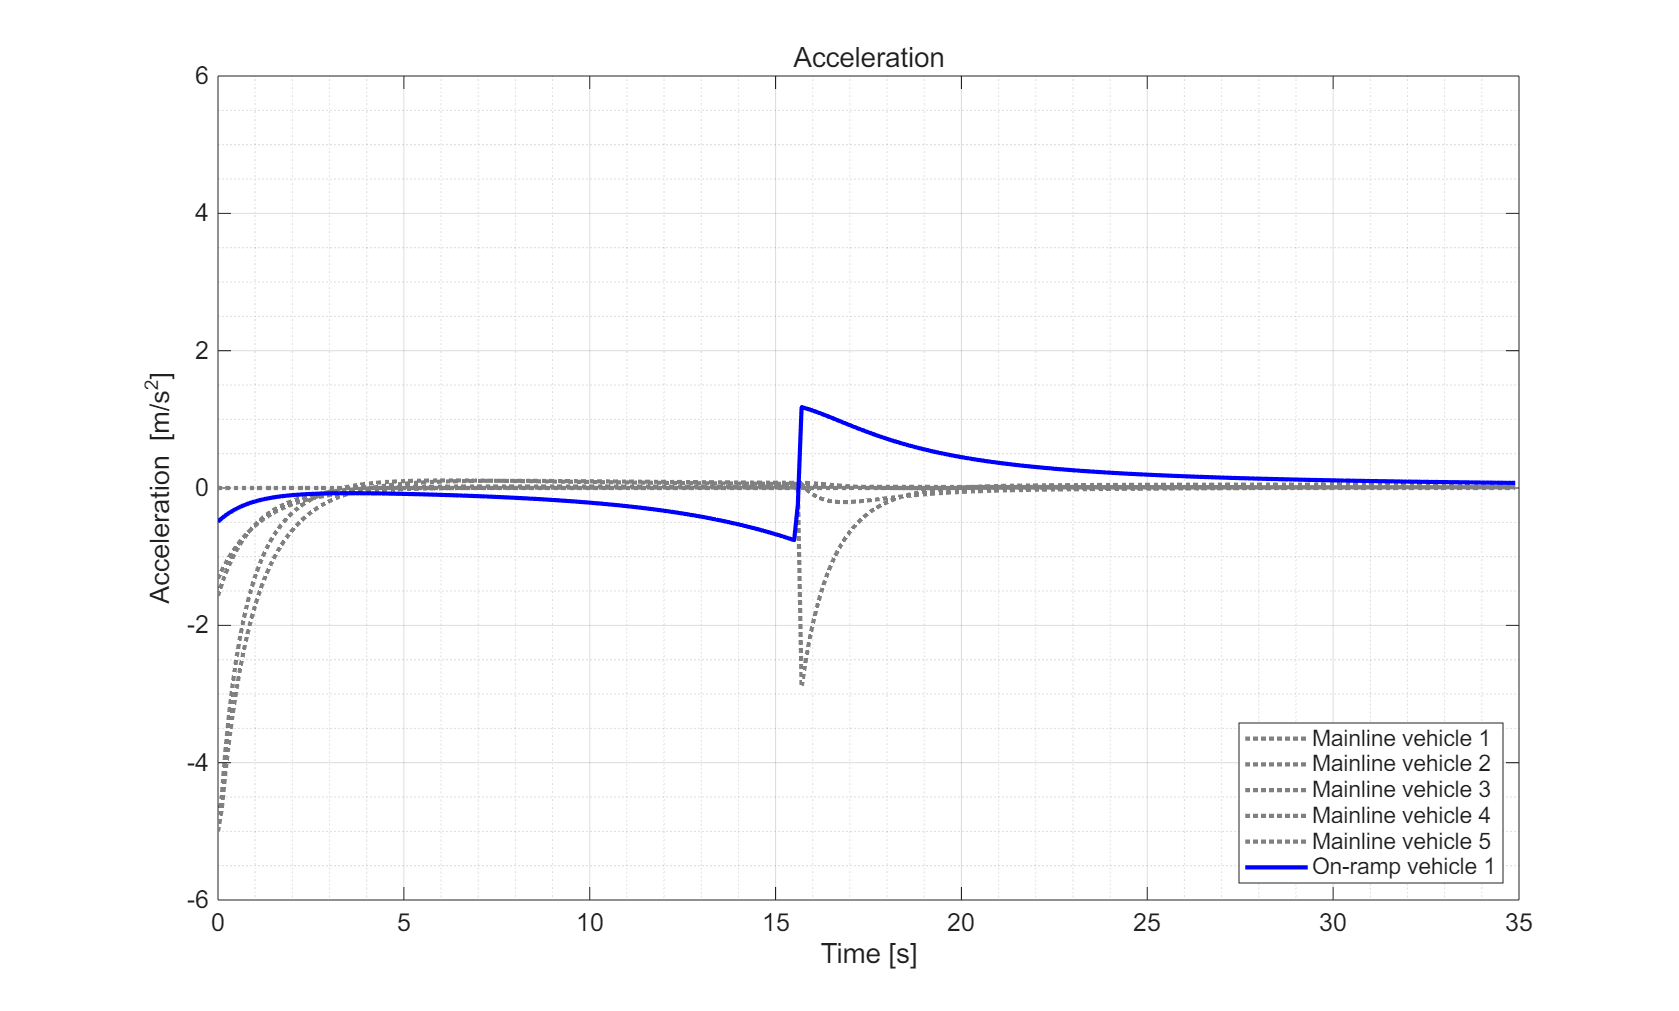 Acceleration
6
4
2
0
-2
-4
-6
Acceleration [m/s²]
0 5 10 15 20 25 30 35
Time [s]
Mainline vehicle 1
Mainline vehicle 2
Mainline vehicle 3
Mainline vehicle 4
Mainline vehicle 5
On-ramp vehicle 1